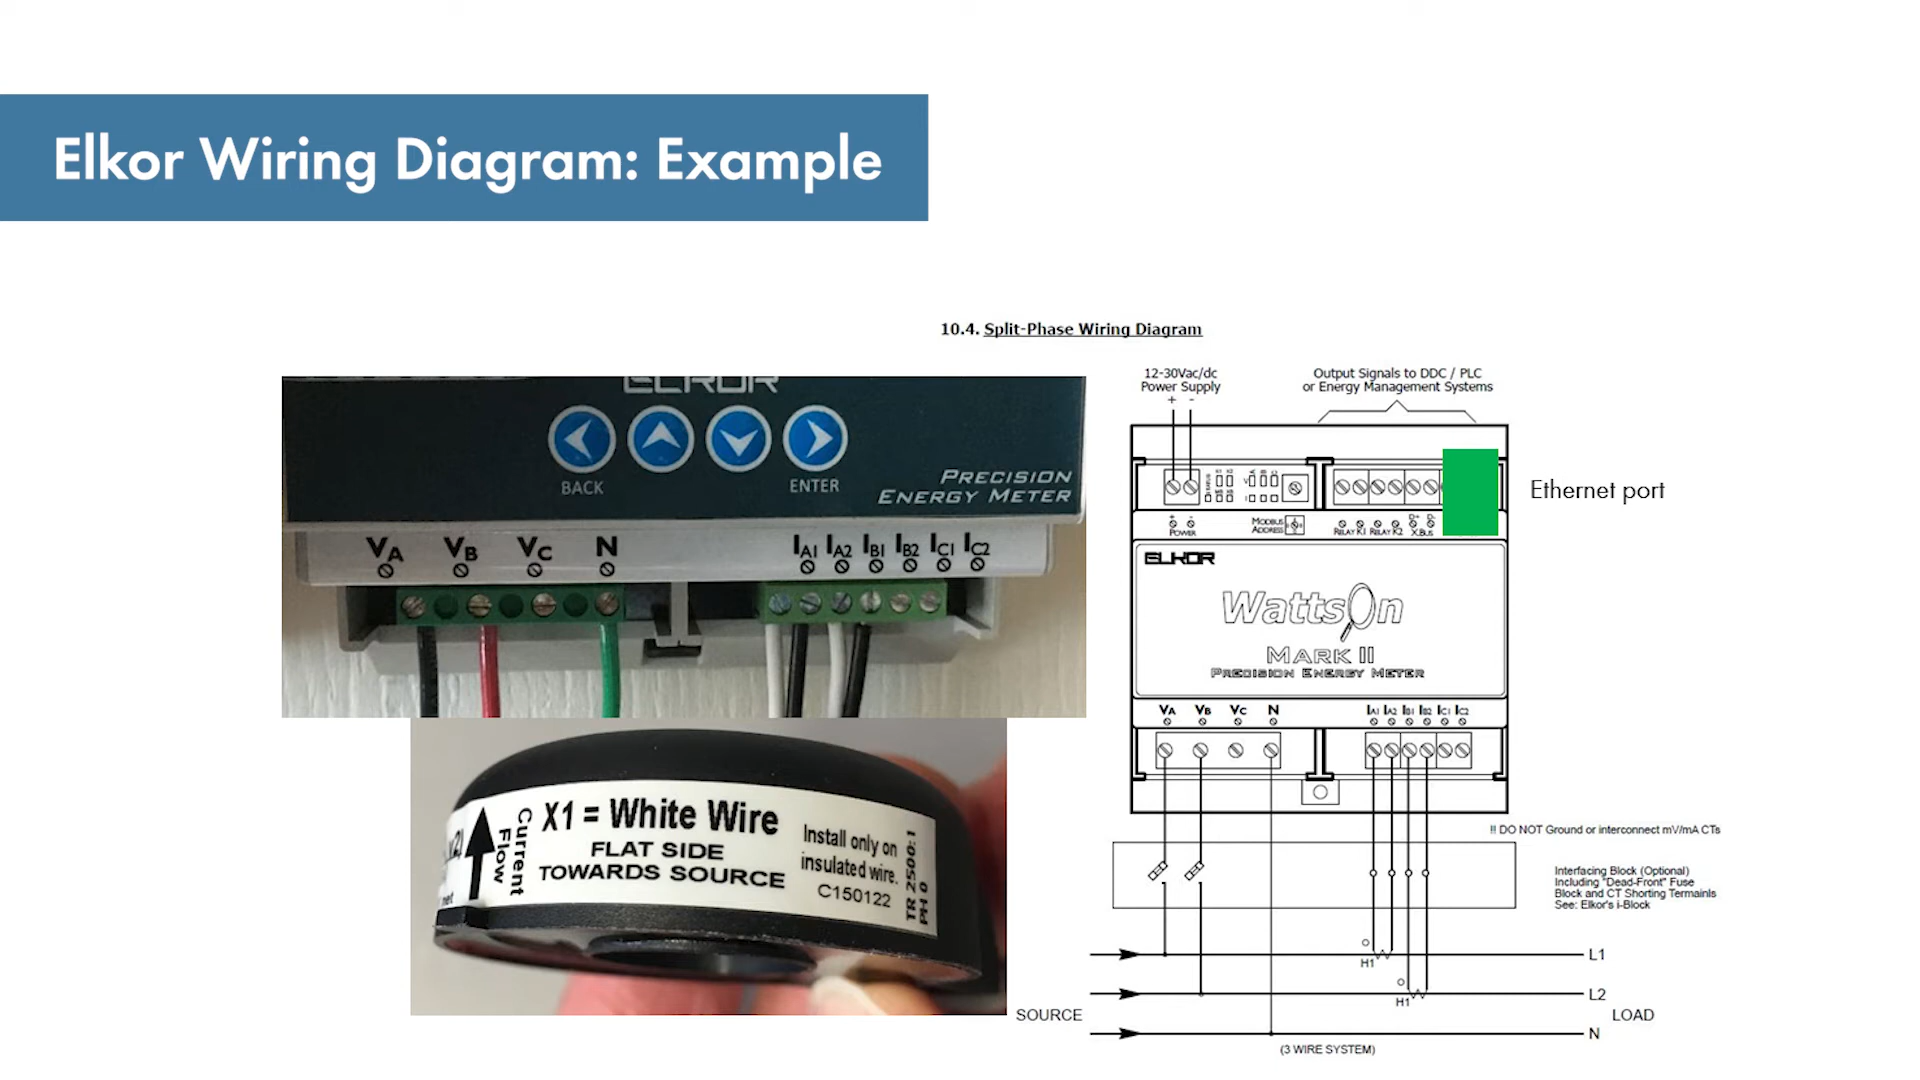 Elkor Wiring Diagram: Example
10.4. Split-Phase Wiring Diagram
ELKOR
BACK
ENTER
PRECISION
ENERGY METER
VA VB VC N IA1 IA2 IB1 IB2 IC1 IC2
Current
Flow
X1 = White Wire
FLAT SIDE
TOWARDS SOURCE
Install only on
insulated wire.
C150122
TR 2500:1
PH 0
12-30Vac/dc
Power Supply
+ -
Output Signals to DDC / PLC
or Energy Management Systems
Ethernet port
+ -
POWER
MODBUS
ADDRESS
RELAY K1 RELAY K2 X.BUS
D+ D-
ELKOR
WattsOn
MARK II
PRECISION ENERGY METER
VA VB VC N IA1 IA2 IB1 IB2 IC1 IC2
!! DO NOT Ground or interconnect mV/mA CTs
Interfacing Block (Optional)
Including "Dead-Front" Fuse
Block and CT Shorting Termainls
See: Elkor's i-Block
H1
L1
H1
L2
SOURCE
LOAD
N
(3 WIRE SYSTEM)